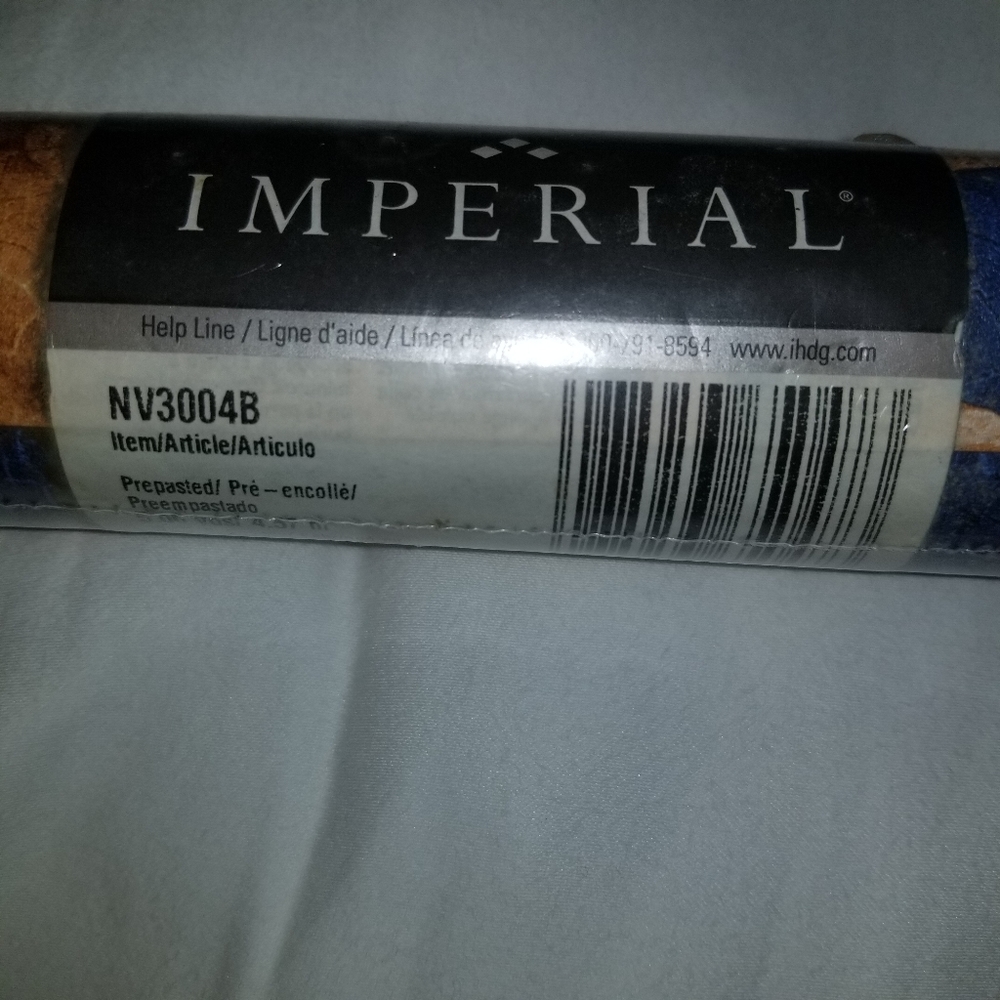 IMPERIAL®
Help Line / Ligne d'aide / Línea de 791-8594 www.ihdg.com
NV3004B
Item/Article/Articulo
Prepasted/ Pré-encollè/
Preempastado